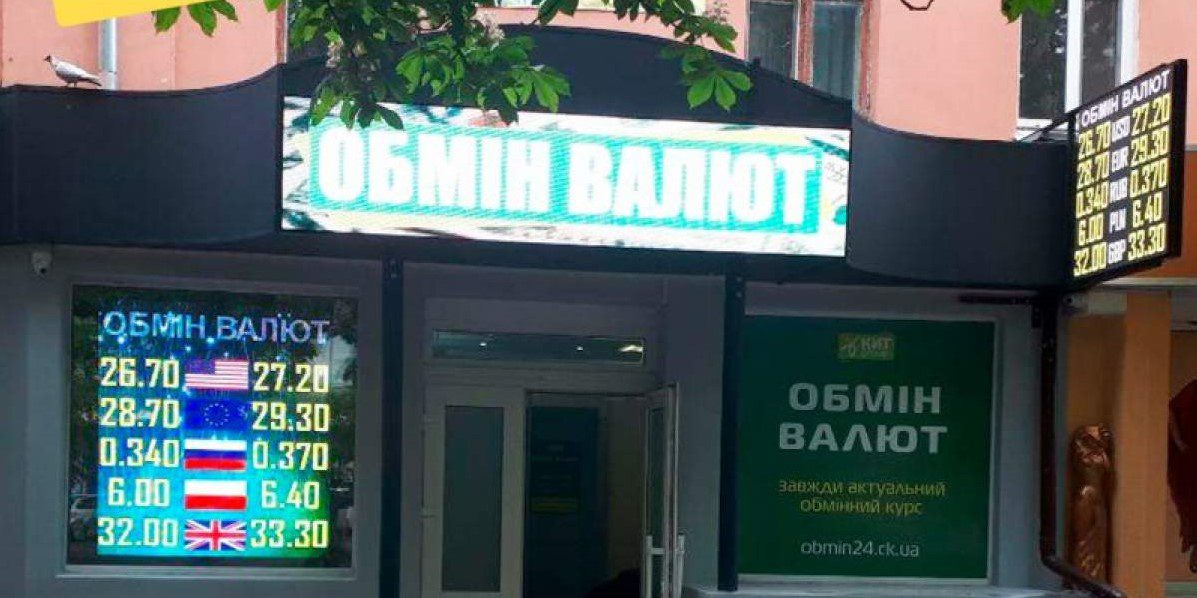 ОБМІН ВАЛЮТ
ОБМІН ВАЛЮТ
26.70 USD 27.20
28.70 EUR 29.30
0.340 RUB 0.370
6.00 PLN 6.40
32.00 GBP 33.30
ОБМІН ВАЛЮТ
26.70 27.20
28.70 29.30
0.340 0.370
6.00 6.40
32.00 33.30
КИТ
ОБМІН
ВАЛЮТ
завжди актуальний
обмінний курс
obmin24.ck.ua